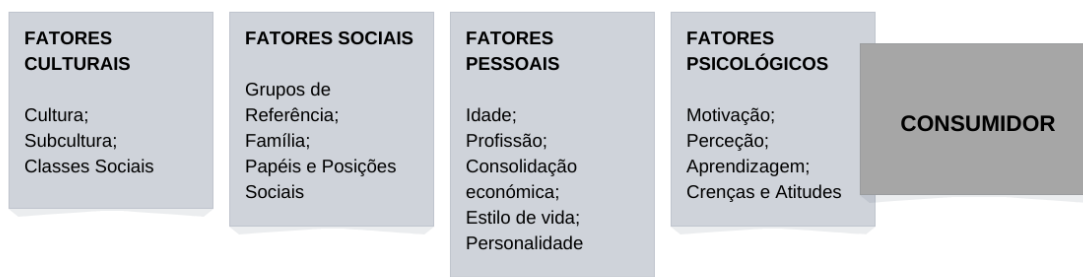 FATORES
CULTURAIS
Cultura;
Subcultura;
Classes Sociais
FATORES SOCIAIS
Grupos de
Referência;
Família;
Papéis e Posições
Sociais
FATORES
PESSOAIS
Idade;
Profissão;
Consolidação
económica;
Estilo de vida;
Personalidade
FATORES
PSICOLÓGICOS
Motivação;
Perceção;
Aprendizagem;
Crenças e Atitudes
CONSUMIDOR